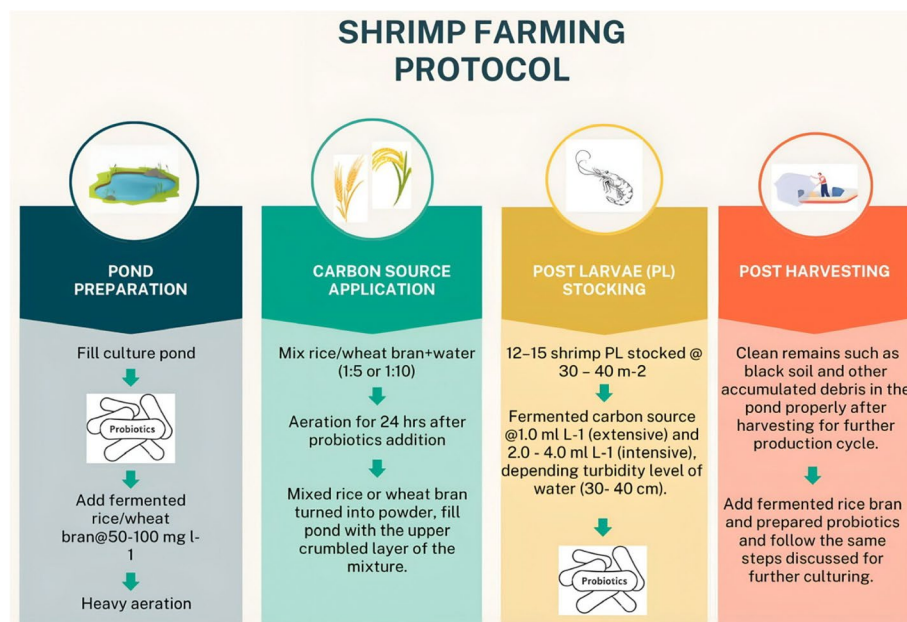 SHRIMP FARMING
PROTOCOL
POND
PREPARATION
Fill culture pond
Probiotics
Add fermented
rice/wheat
bran@50-100 mg l-
1
Heavy aeration
CARBON SOURCE
APPLICATION
Mix rice/wheat bran+water
(1:5 or 1:10)
Aeration for 24 hrs after
probiotics addition
Mixed rice or wheat bran
turned into powder, fill
pond with the upper
crumbled layer of the
mixture.
POST LARVAE (PL)
STOCKING
12–15 shrimp PL stocked @
30 – 40 m-2
Fermented carbon source
@1.0 ml L-1 (extensive) and
2.0 - 4.0 ml L-1 (intensive),
depending turbidity level of
water (30- 40 cm).
Probiotics
POST HARVESTING
Clean remains such as
black soil and other
accumulated debris in the
pond properly after
harvesting for further
production cycle.
Add fermented rice bran
and prepared probiotics
and follow the same
steps discussed for
further culturing.